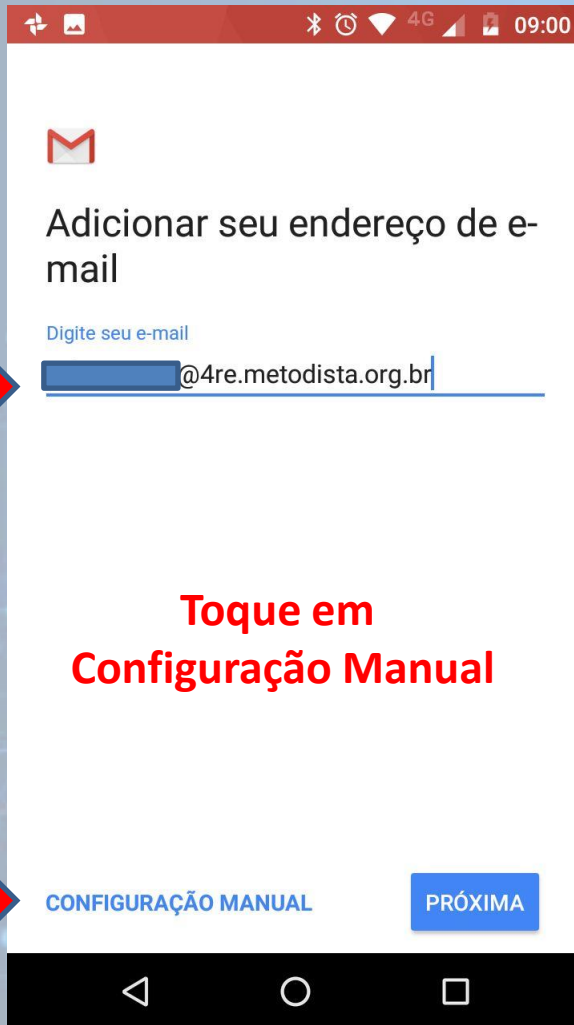 4G 09:00
Adicionar seu endereço de e-
mail
Digite seu e-mail
@4re.metodista.org.br
Toque em
Configuração Manual
CONFIGURAÇÃO MANUAL PRÓXIMA